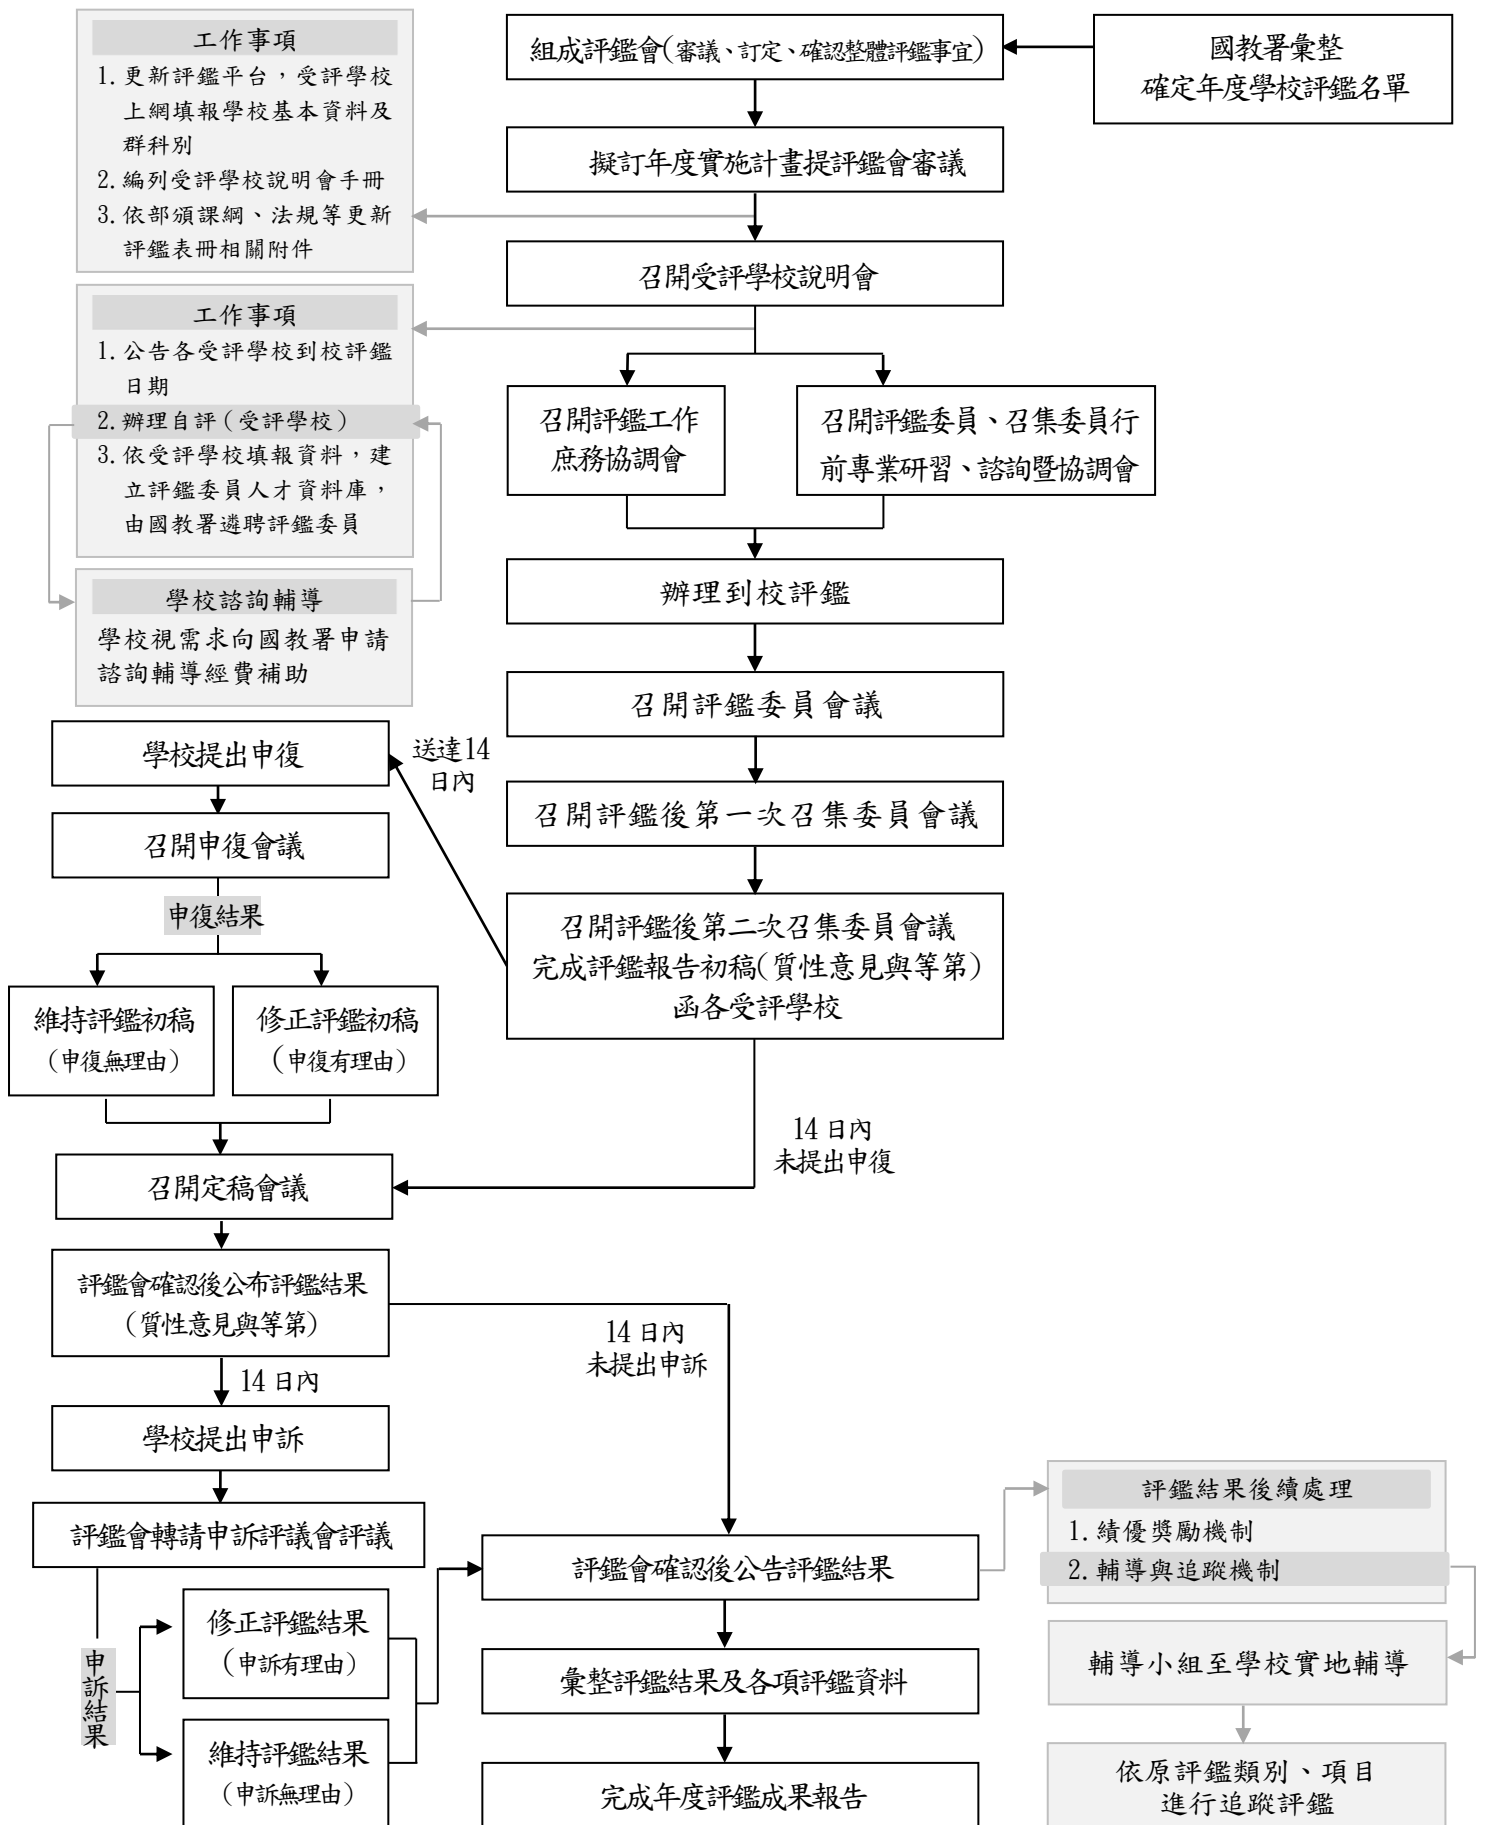 工作事項
1.更新評鑑平台，受評學校
上網填報學校基本資料及
群科別
2.編列受評學校說明會手冊
3.依部頒課綱、法規等更新
評鑑表冊相關附件
組成評鑑會(審議、訂定、確認整體評鑑事宜)
國教署彙整
確定年度學校評鑑名單
擬訂年度實施計畫提評鑑會審議
召開受評學校說明會
工作事項
1.公告各受評學校到校評鑑
日期
2.辦理自評(受評學校)
3.依受評學校填報資料，建
立評鑑委員人才資料庫，
由國教署遴聘評鑑委員
召開評鑑工作
庶務協調會
召開評鑑委員、召集委員行
前專業研習、諮詢暨協調會
學校諮詢輔導
學校視需求向國教署申請
諮詢輔導經費補助
辦理到校評鑑
召開評鑑委員會議
學校提出申復
送達14
日內
召開評鑑後第一次召集委員會議
召開申復會議
申復結果
召開評鑑後第二次召集委員會議
完成評鑑報告初稿(質性意見與等第)
函各受評學校
維持評鑑初稿
(申復無理由)
修正評鑑初稿
(申復有理由)
14 日內
未提出申復
召開定稿會議
評鑑會確認後公布評鑑結果
(質性意見與等第)
14 日內
未提出申訴
14 日內
學校提出申訴
評鑑會轉請申訴評議會評議
申訴結果
修正評鑑結果
(申訴有理由)
維持評鑑結果
(申訴無理由)
評鑑會確認後公告評鑑結果
彙整評鑑結果及各項評鑑資料
完成年度評鑑成果報告
評鑑結果後續處理
1.績優獎勵機制
2.輔導與追蹤機制
輔導小組至學校實地輔導
依原評鑑類別、項目
進行追蹤評鑑